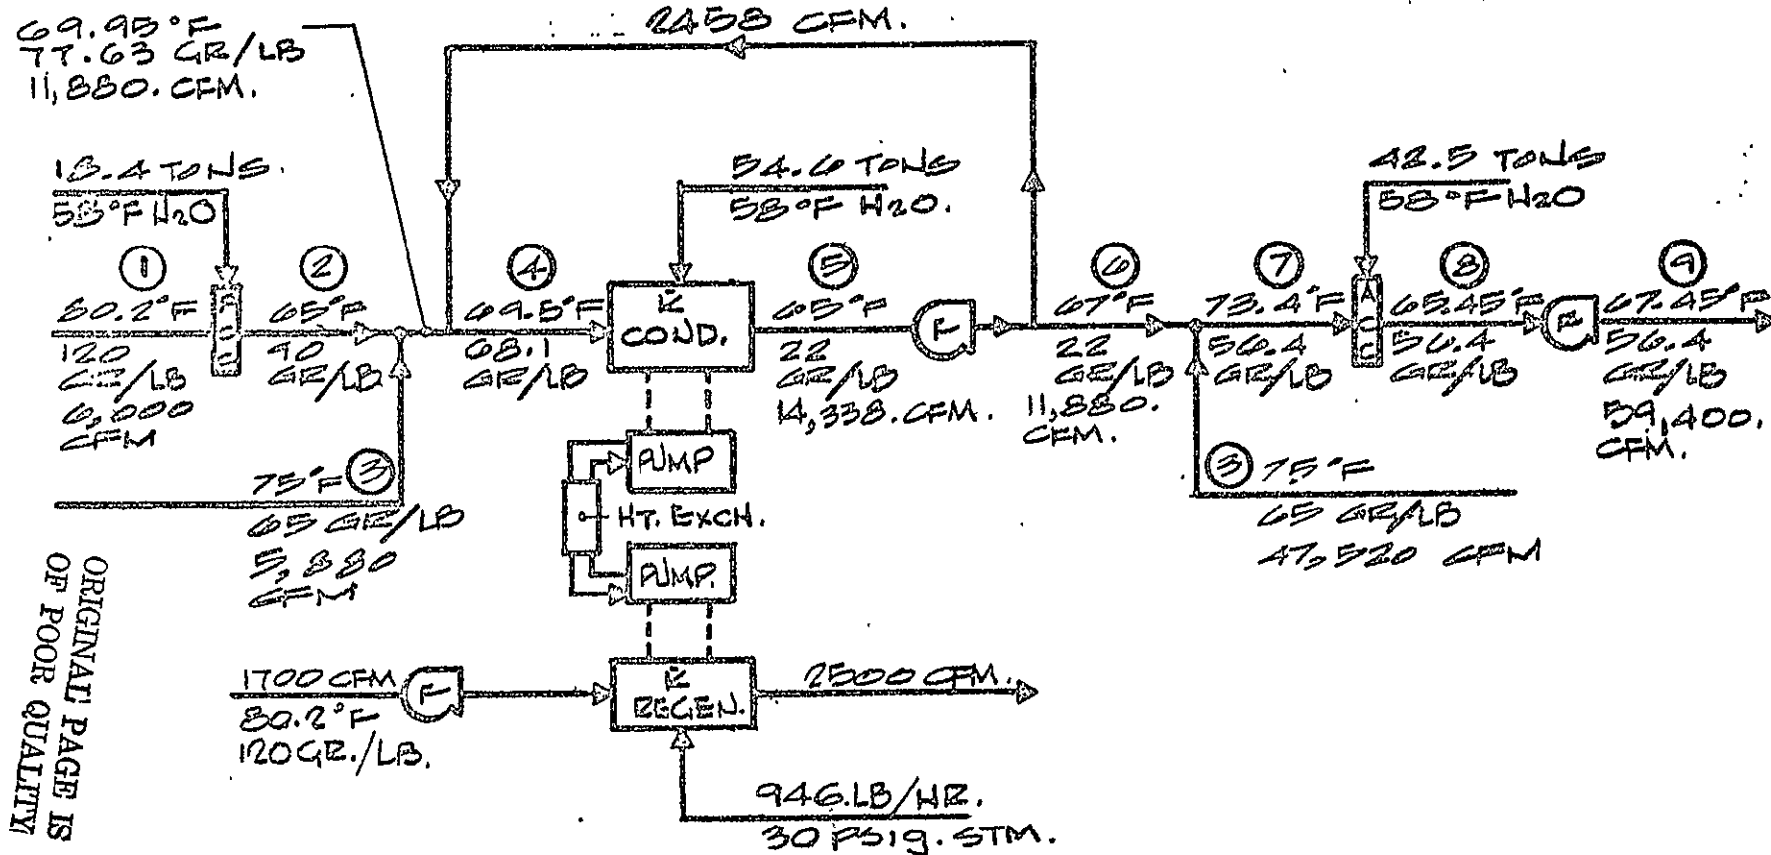 69.95°F
77.63 GR/LB
11,880. CFM.
2458 CFM.
18.4 TONS.
58°F H2O
54.6 TONS
58°F H2O.
42.5 TONS
58°F H2O
1
80.2°F
120
GR/LB
6,000
CFM
ACC
2
65°F
90
GR/LB
3
75°F
65 GR/LB
5,880
CFM
4
69.5°F
68.1
GR/LB
K
COND.
5
65°F
22
GR/LB
14,338. CFM.
F
6
67°F
22
GR/LB
11,880.
CFM.
7
73.4°F
56.4
GR/LB
3
75°F
65 GR/LB
47,520 CFM
ACC
8
65.45°F
56.4
GR/LB
F
9
67.45°F
56.4
GR/LB
59,400.
CFM.
PUMP
HT. EXCH.
PUMP.
1700 CFM
80.2°F
120 GR./LB.
F
K
REGEN.
2500 CFM.
946. LB/HR.
30 PSIG. STM.
ORIGINAL PAGE IS
OF POOR QUALITY